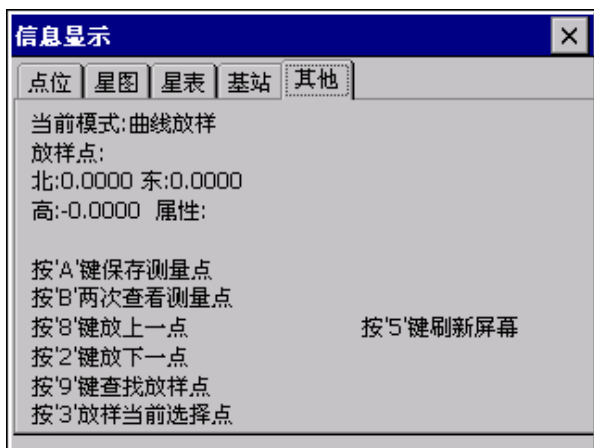 信息显示
点位 星图 星表 基站 其他
当前模式:曲线放样
放样点:
北:0.0000 东:0.0000
高:-0.0000 属性:
按'A'键保存测量点
按'B'两次查看测量点
按'8'键放上一点 按'5'键刷新屏幕
按'2'键放下一点
按'9'键查找放样点
按'3'放样当前选择点